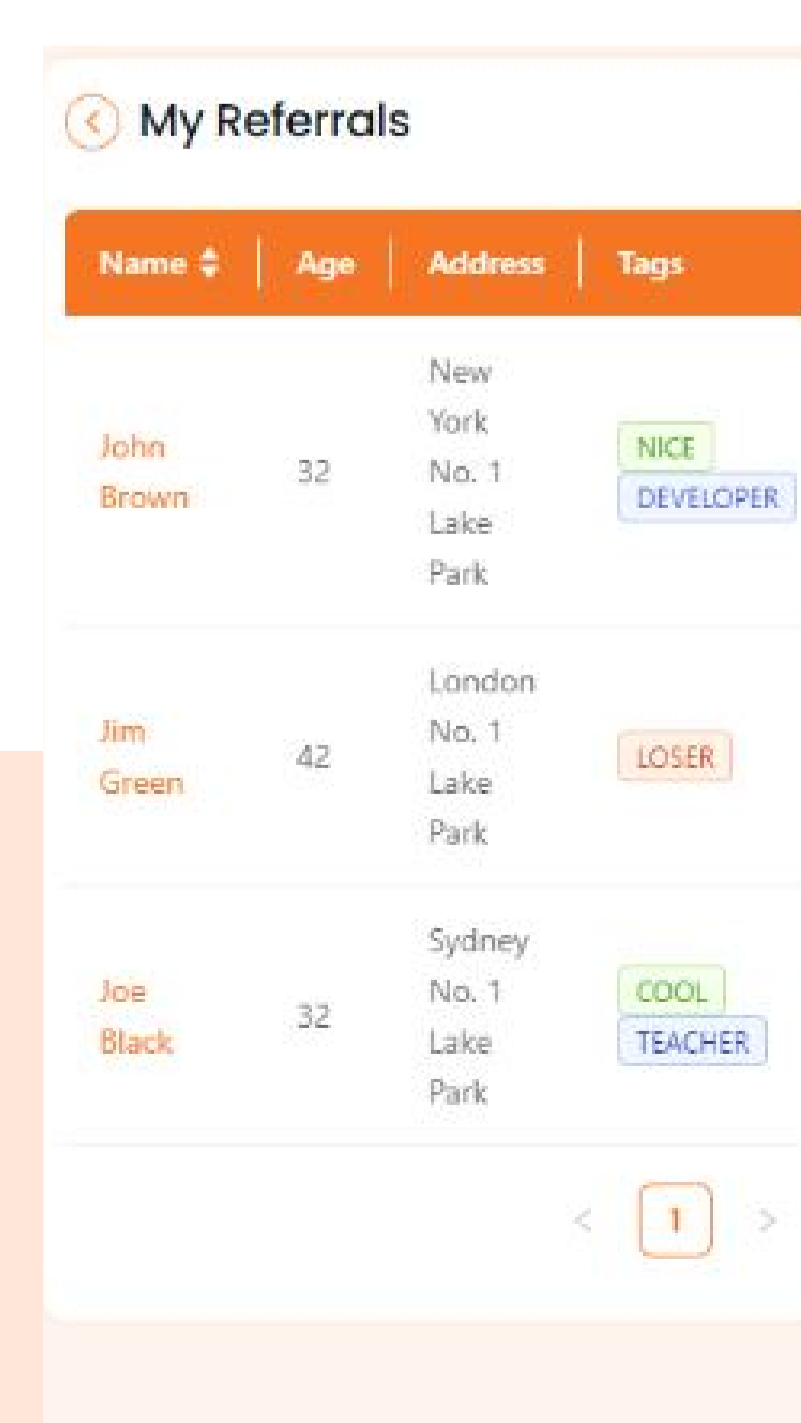 My Referrals
Name Age Address Tags
John
Brown
32
New
York
No. 1
Lake
Park
NICE
DEVELOPER
Jim
Green
42
London
No. 1
Lake
Park
LOSER
Joe
Black
32
Sydney
No. 1
Lake
Park
COOL
TEACHER
< 1 >